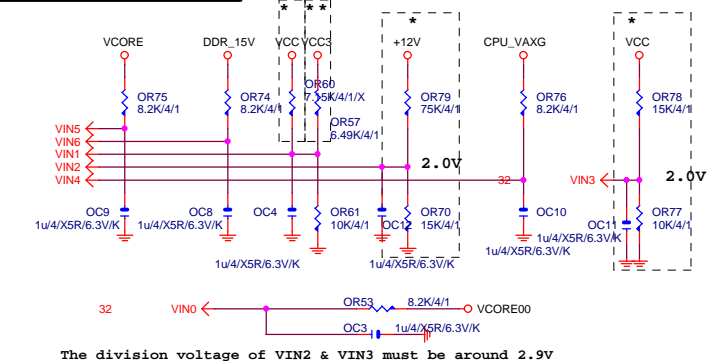 * * * * *
VCORE DDR_15V VCC VCC3 +12V CPU_VAXG VCC
OR60
7.15K/4/1/X
OR75
8.2K/4/1
OR74
8.2K/4/1
OR57
6.49K/4/1
OR79
75K/4/1
OR76
8.2K/4/1
OR78
15K/4/1
VIN5
VIN6
VIN1
VIN2
VIN4
2.0V
32
VIN3
2.0V
OC9
1u/4/X5R/6.3V/K
OC8
1u/4/X5R/6.3V/K
OC4
1u/4/X5R/6.3V/K
OR61
10K/4/1
OC12
1u/4/X5R/6.3V/K
OR70
15K/4/1
OC10
1u/4/X5R/6.3V/K
OC11
1u/4/X5R/6.3V/K
OR77
10K/4/1
32 VIN0 OR53 8.2K/4/1 VCORE00
OC3 1u/4/X5R/6.3V/K
The division voltage of VIN2 & VIN3 must be around 2.9V